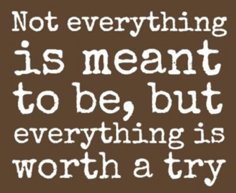 Not everything
is meant
to be, but
everything is
worth a try